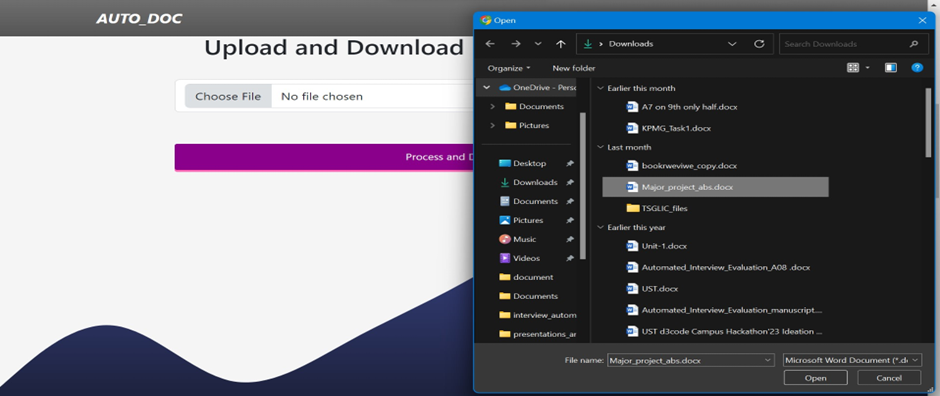 AUTO_DOC
Upload and Download
Choose File No file chosen
Process and D
Open
Downloads
Search Downloads
Organize New folder
OneDrive - Perso
Documents
Pictures
Desktop
Downloads
Documents
Pictures
Music
Videos
document
Documents
interview_autom
presentations_ar
Earlier this month
A7 on 9th only half.docx
KPMG_Task1.docx
Last month
bookrweviwe_copy.docx
Major_project_abs.docx
TSGLIC_files
Earlier this year
Unit-1.docx
Automated_Interview_Evaluation_A08 .docx
UST.docx
Automated_Interview_Evaluation_manuscript....
UST d3code Campus Hackathon'23 Ideation ...
File name: Major_project_abs.docx Microsoft Word Document (*.do
Open Cancel